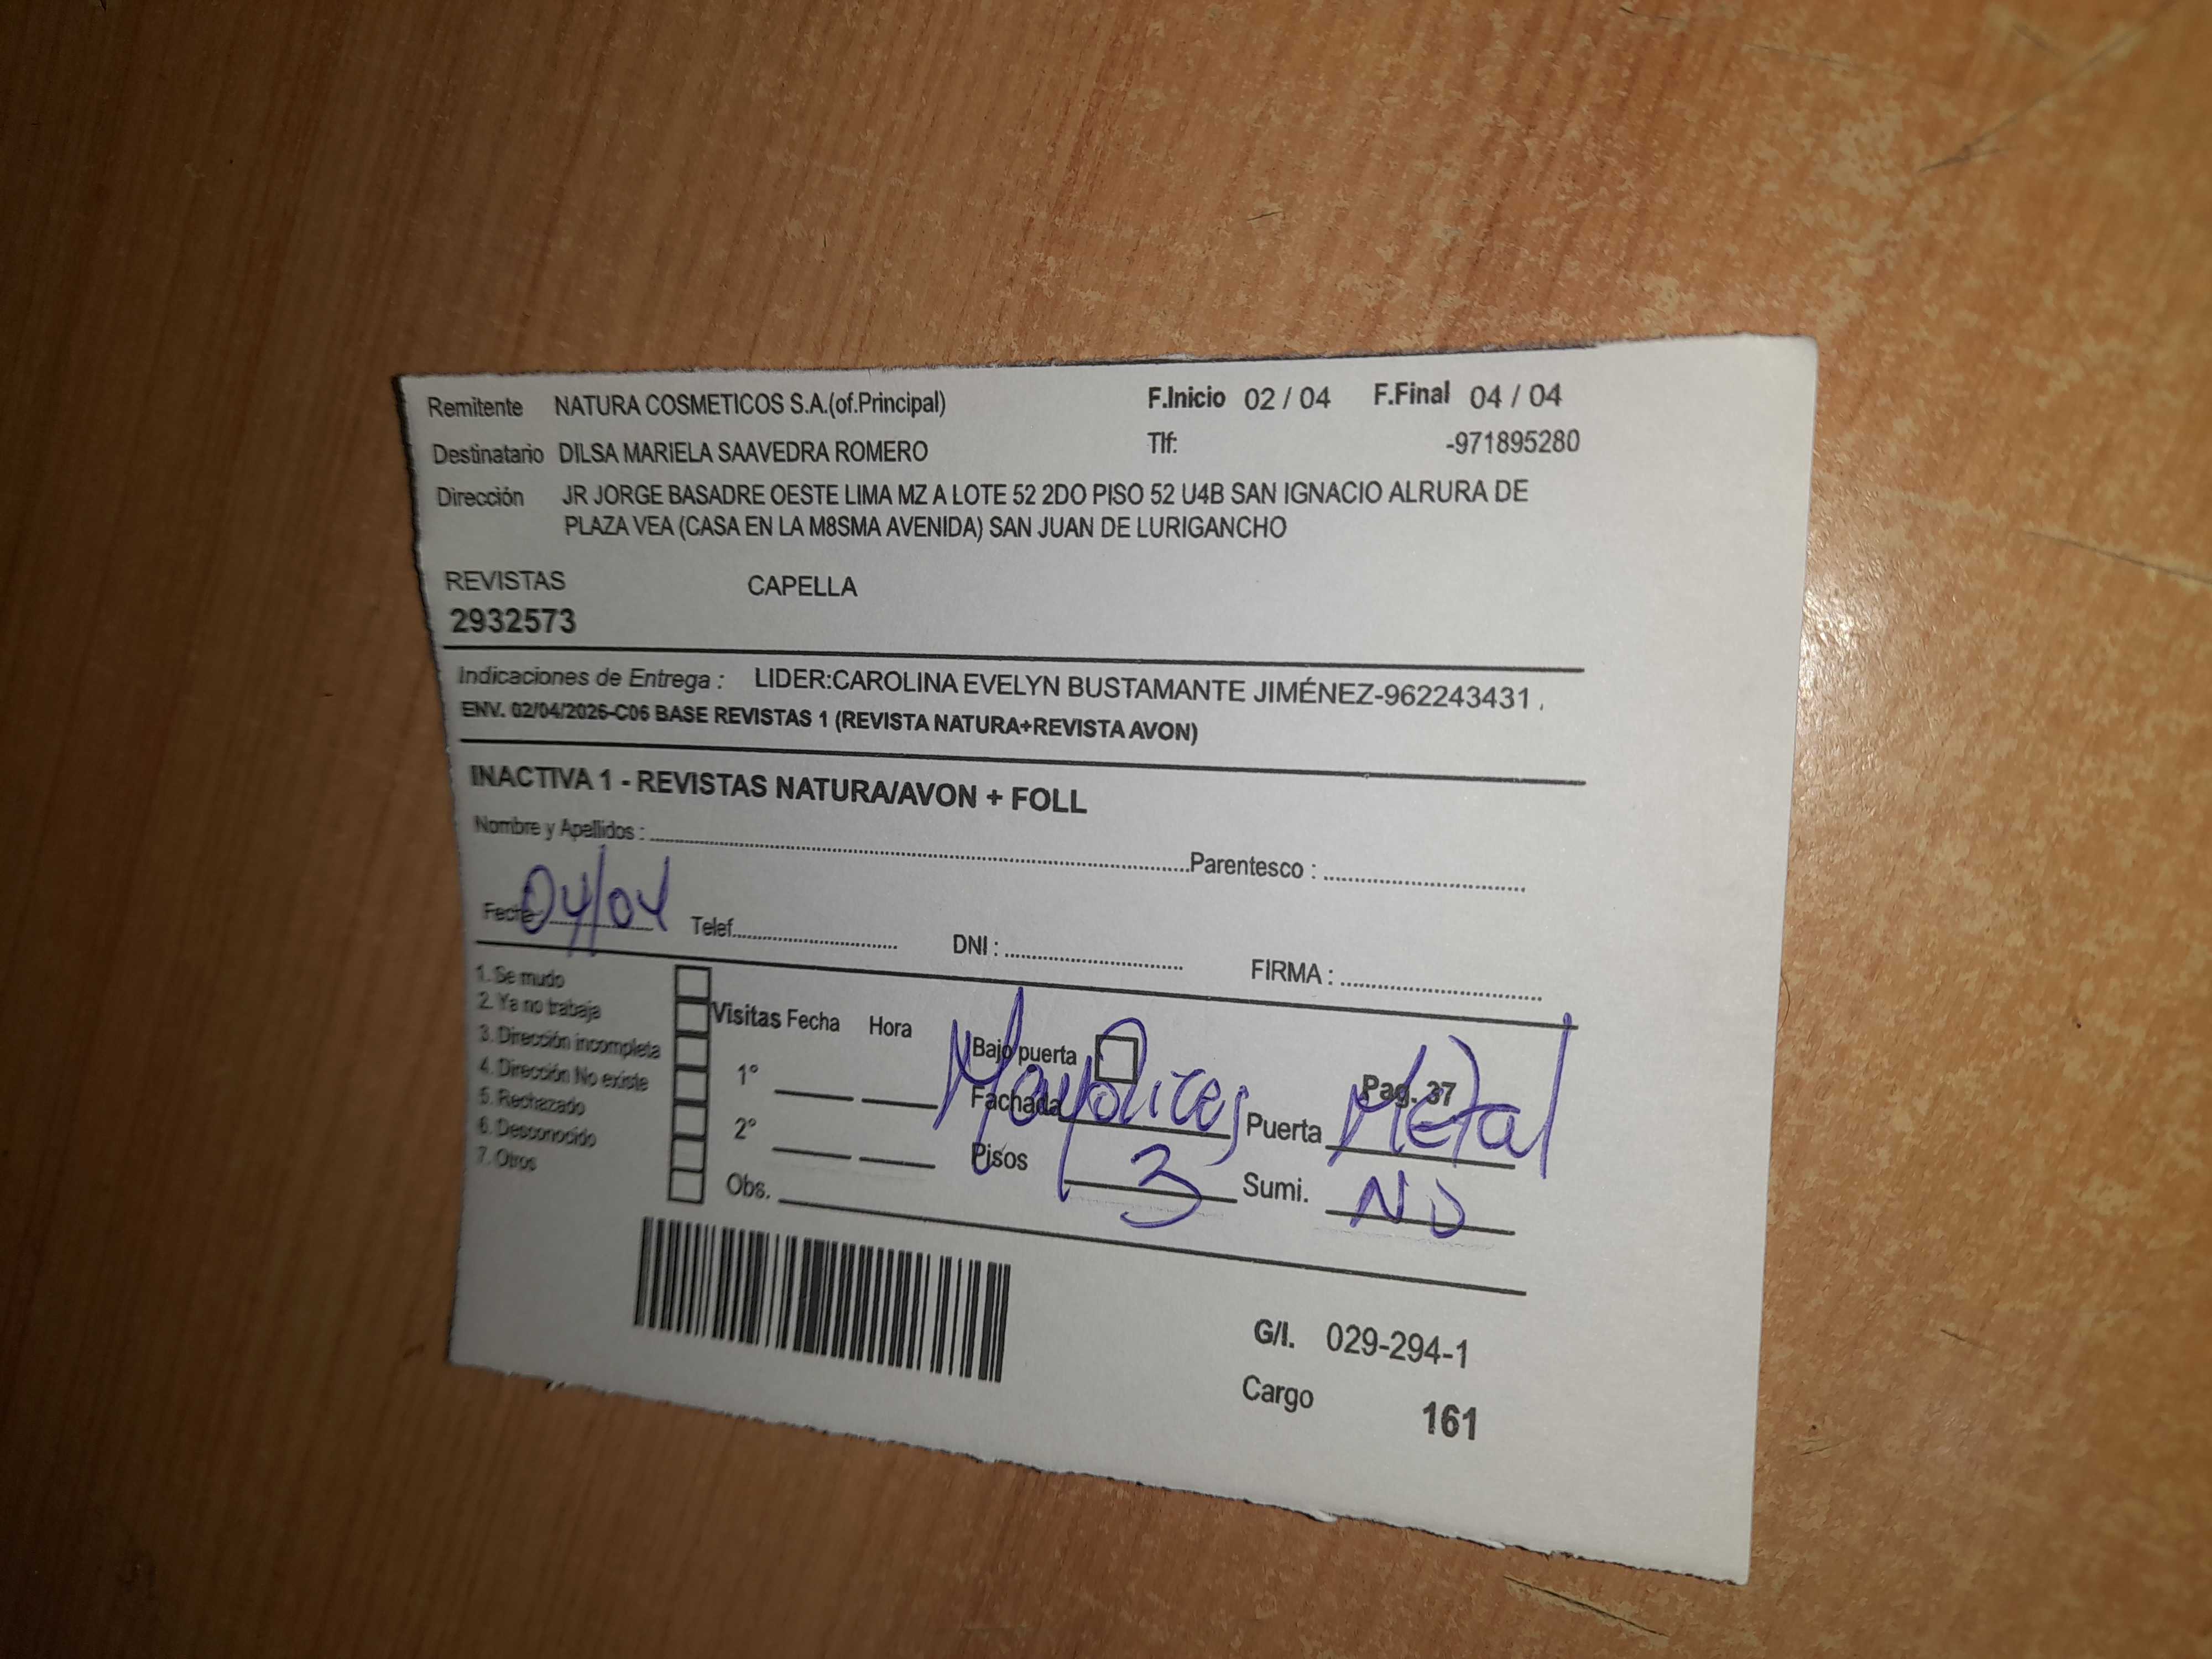 Remitente NATURA COSMETICOS S.A.(of.Principal) F.Inicio 02 / 04 F.Final 04 / 04
Destinatario DILSA MARIELA SAAVEDRA ROMERO Tlf: -971895280
Dirección JR JORGE BASADRE OESTE LIMA MZ A LOTE 52 2DO PISO 52 U4B SAN IGNACIO ALRURA DE
PLAZA VEA (CASA EN LA M8SMA AVENIDA) SAN JUAN DE LURIGANCHO
REVISTAS CAPELLA
2932573
Indicaciones de Entrega : LIDER:CAROLINA EVELYN BUSTAMANTE JIMÉNEZ-962243431 ,
ENV. 02/04/2026-C06 BASE REVISTAS 1 (REVISTA NATURA+REVISTA AVON)
INACTIVA 1 - REVISTAS NATURA/AVON + FOLL
Nombre y Apellidos : Parentesco :
Fecha 04/04 Telef. DNI : FIRMA :
1. Se mudo
2. Ya no trabaja
3. Dirección incompleta
4. Dirección No existe
5. Rechazado
6. Desconocido
7. Otros
Visitas Fecha Hora
1°
2°
Obs.
Bajo puerta Pag. 37
Fachada Mayolicas Puerta Metal
Pisos 3 Sumi. NO
G/I. 029-294-1
Cargo 161